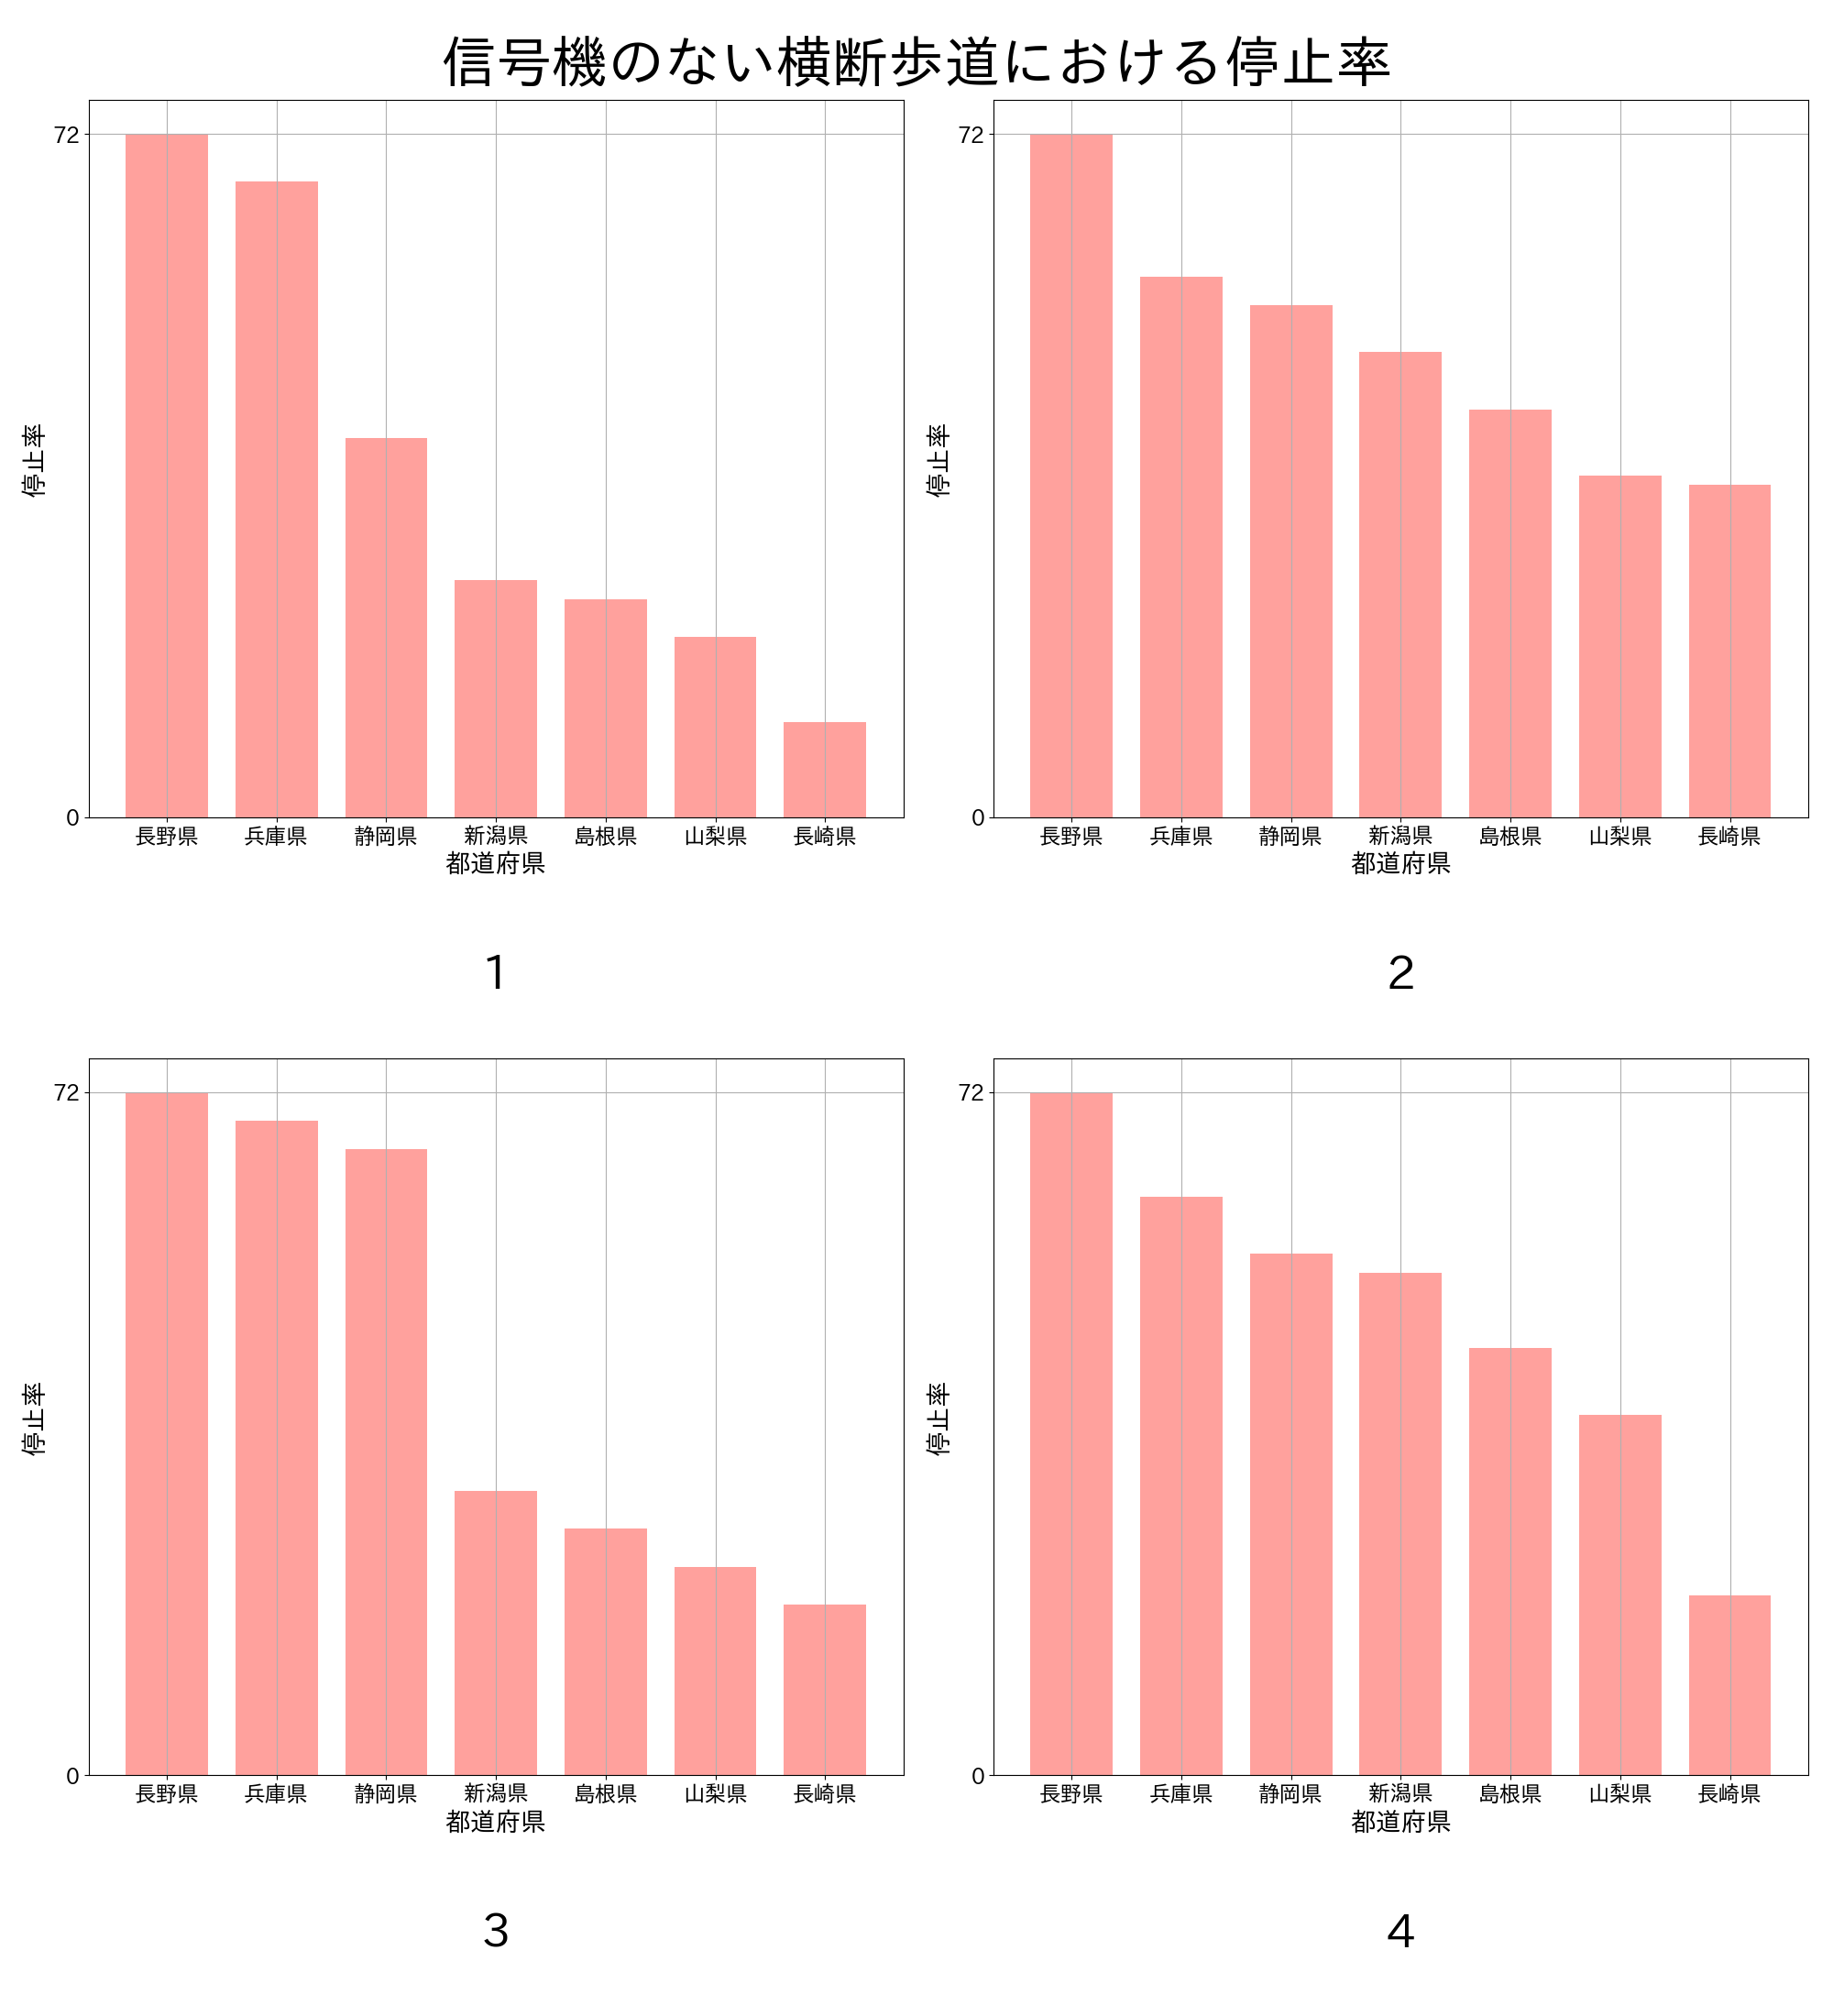 信号機のない横断歩道における停止率
72
0
停止率
長野県 兵庫県 静岡県 新潟県 島根県 山梨県 長崎県
都道府県
1
72
0
停止率
長野県 兵庫県 静岡県 新潟県 島根県 山梨県 長崎県
都道府県
2
72
0
停止率
長野県 兵庫県 静岡県 新潟県 島根県 山梨県 長崎県
都道府県
3
72
0
停止率
長野県 兵庫県 静岡県 新潟県 島根県 山梨県 長崎県
都道府県
4